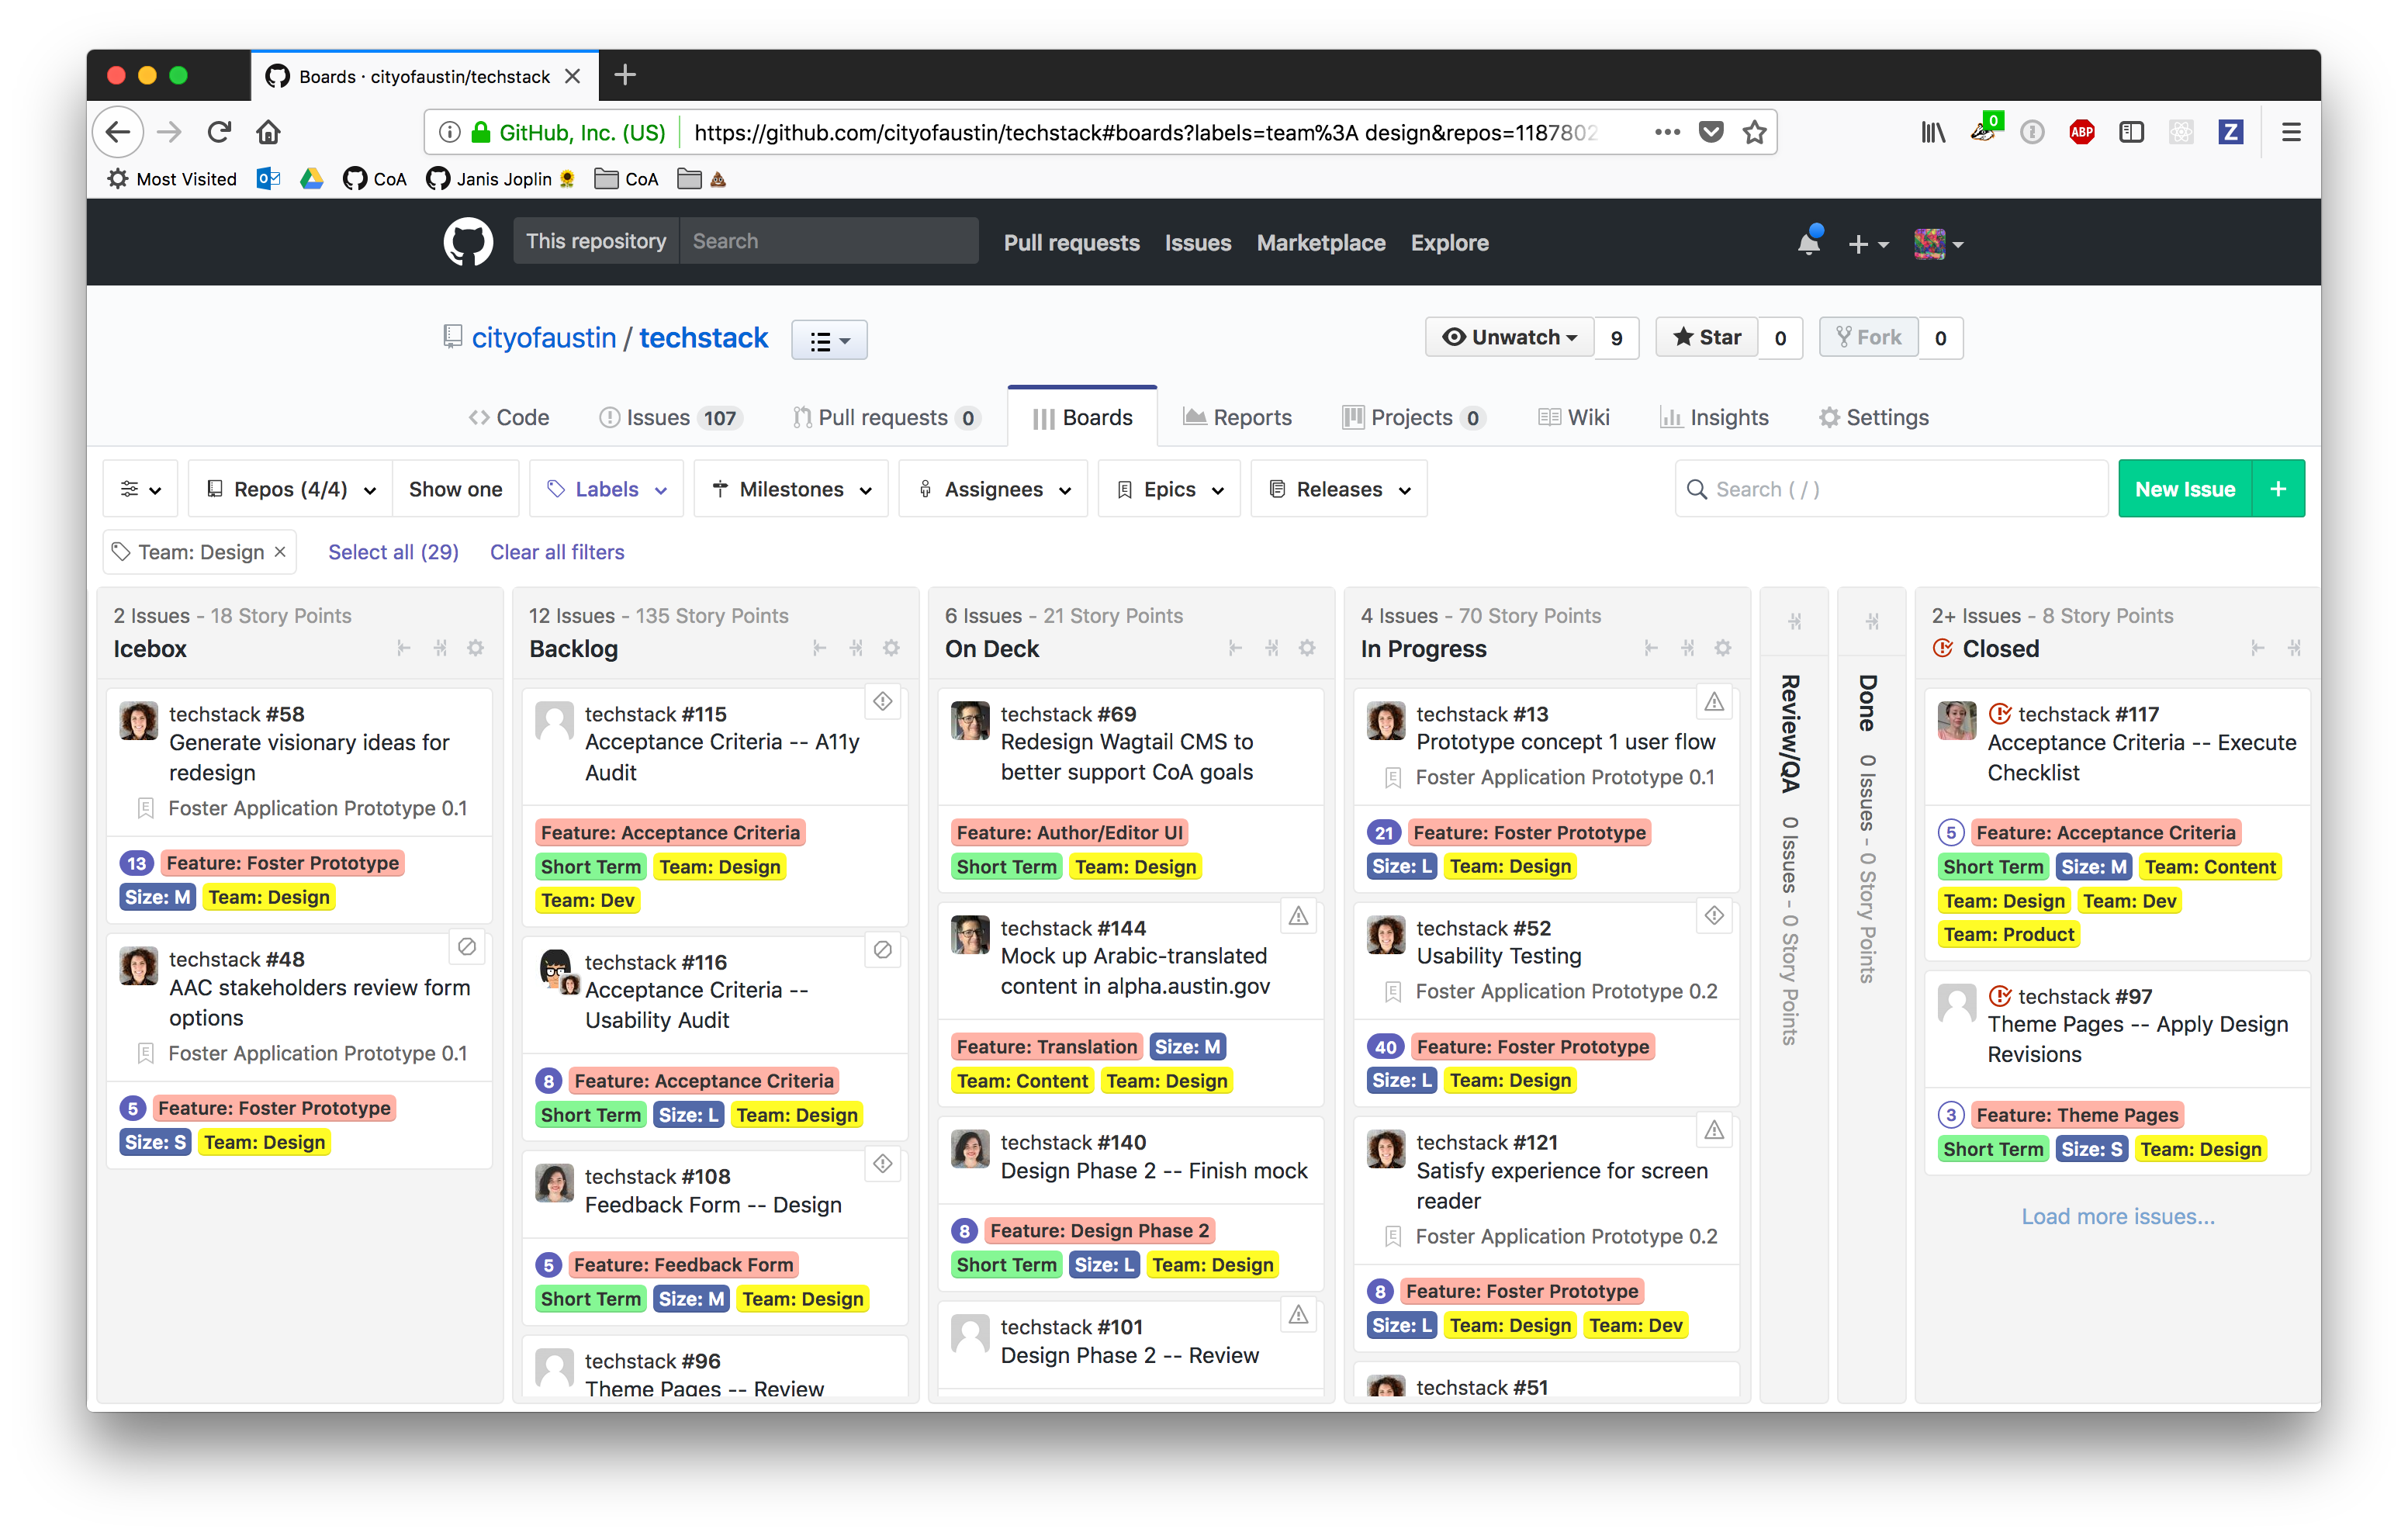 Boards · cityofaustin/techstack
GitHub, Inc. (US) https://github.com/cityofaustin/techstack#boards?labels=team%3A design&repos=1187802
0
ABP
Z
Most Visited CoA Janis Joplin 🌻 CoA 💩
This repository Search Pull requests Issues Marketplace Explore
cityofaustin / techstack
Unwatch 9 Star 0 Fork 0
Code Issues 107 Pull requests 0 Boards Reports Projects 0 Wiki Insights Settings
Repos (4/4) Show one Labels Milestones Assignees Epics Releases Search ( / ) New Issue +
Team: Design × Select all (29) Clear all filters
2 Issues - 18 Story Points
Icebox
techstack #58
Generate visionary ideas for
redesign
Foster Application Prototype 0.1
13 Feature: Foster Prototype
Size: M Team: Design
techstack #48
AAC stakeholders review form
options
Foster Application Prototype 0.1
5 Feature: Foster Prototype
Size: S Team: Design
12 Issues - 135 Story Points
Backlog
techstack #115
Acceptance Criteria -- A11y
Audit
Feature: Acceptance Criteria
Short Term Team: Design
Team: Dev
techstack #116
Acceptance Criteria --
Usability Audit
8 Feature: Acceptance Criteria
Short Term Size: L Team: Design
techstack #108
Feedback Form -- Design
5 Feature: Feedback Form
Short Term Size: M Team: Design
techstack #96
Theme Pages -- Review
6 Issues - 21 Story Points
On Deck
techstack #69
Redesign Wagtail CMS to
better support CoA goals
Feature: Author/Editor UI
Short Term Team: Design
techstack #144
Mock up Arabic-translated
content in alpha.austin.gov
Feature: Translation Size: M
Team: Content Team: Design
techstack #140
Design Phase 2 -- Finish mock
8 Feature: Design Phase 2
Short Term Size: L Team: Design
techstack #101
Design Phase 2 -- Review
4 Issues - 70 Story Points
In Progress
techstack #13
Prototype concept 1 user flow
Foster Application Prototype 0.1
21 Feature: Foster Prototype
Size: L Team: Design
techstack #52
Usability Testing
Foster Application Prototype 0.2
40 Feature: Foster Prototype
Size: L Team: Design
techstack #121
Satisfy experience for screen
reader
Foster Application Prototype 0.2
8 Feature: Foster Prototype
Size: L Team: Design Team: Dev
techstack #51
Review/QA 0 Issues - 0 Story Points
Done 0 Issues - 0 Story Points
2+ Issues - 8 Story Points
Closed
techstack #117
Acceptance Criteria -- Execute
Checklist
5 Feature: Acceptance Criteria
Short Term Size: M Team: Content
Team: Design Team: Dev
Team: Product
techstack #97
Theme Pages -- Apply Design
Revisions
3 Feature: Theme Pages
Short Term Size: S Team: Design
Load more issues...